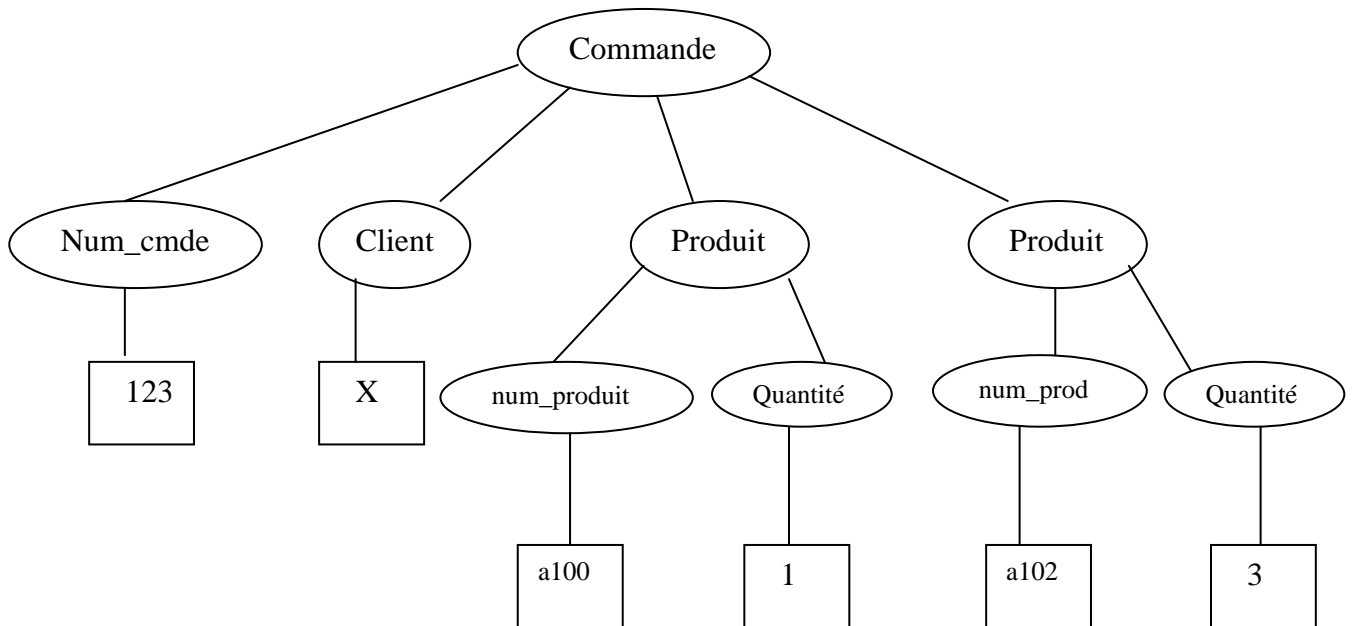 Commande
Num_cmde Client Produit Produit
num_produit Quantité num_prod Quantité
123 X
a100 1 a102 3